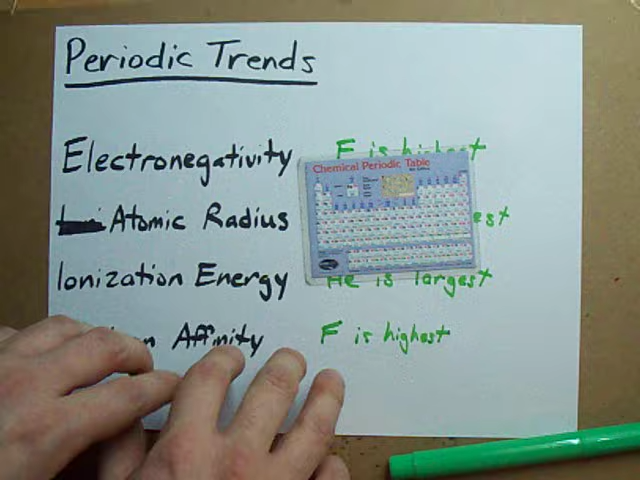 Periodic Trends
Electronegativity F is highest
Chemical Periodic Table
Atomic Radius
Ionization Energy He is largest
Affinity F is highest